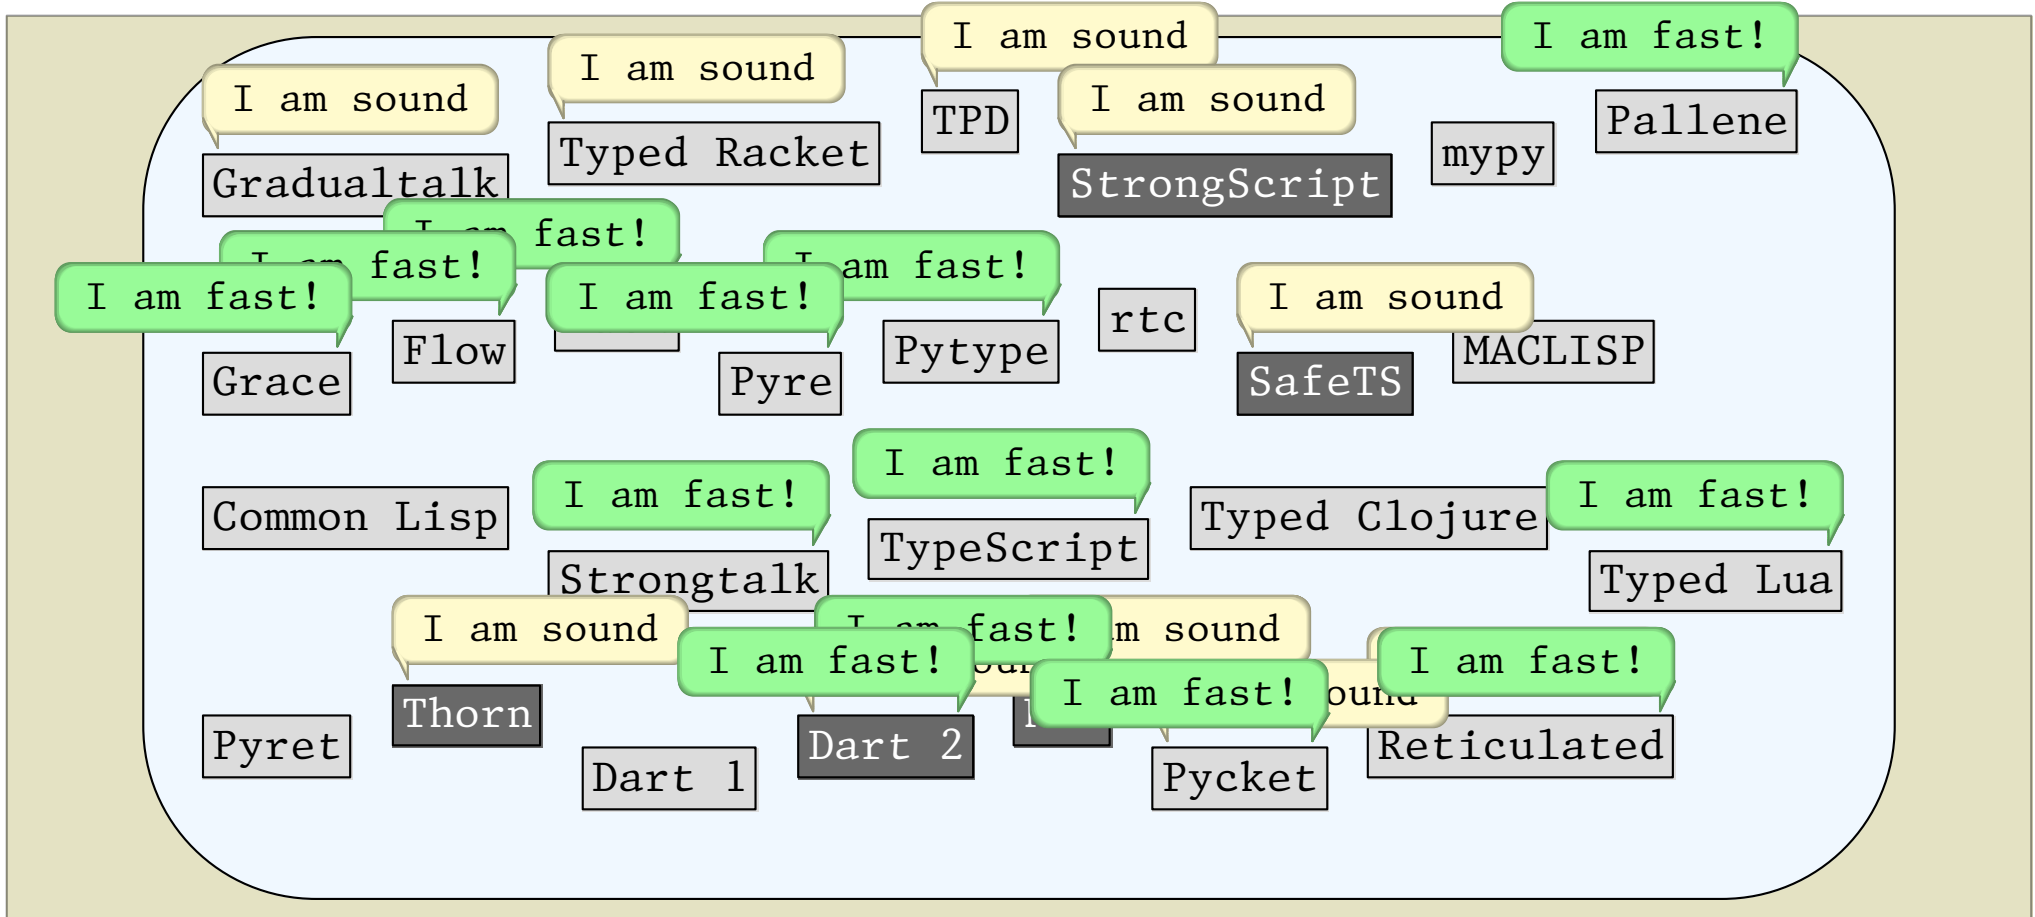 I am sound
I am fast!
I am sound
I am sound
I am sound
TPD
Pallene
Typed Racket
mypy
Gradualtalk
StrongScript
fast!
fast!
am fast!
I am fast!
I am fast!
I am sound
rtc
Flow
Pytype
MACLISP
Grace
Pyre
SafeTS
I am fast!
I am fast!
I am fast!
Common Lisp
Typed Clojure
TypeScript
Strongtalk
Typed Lua
I am sound
fast!
sound
I am fast!
I am fast!
I am fast!
Thorn
Pyret
Dart 2
Reticulated
Dart 1
Pycket